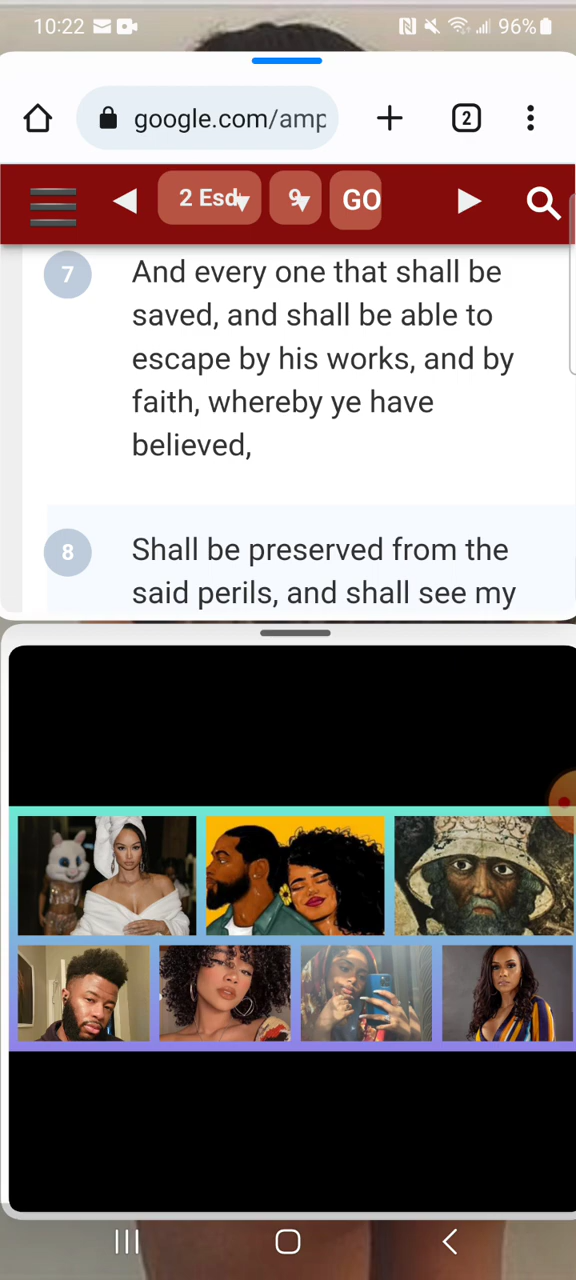 10:22 96%
google.com/amp 2
2 Esd 9 GO
7 And every one that shall be
saved, and shall be able to
escape by his works, and by
faith, whereby ye have
believed,
8 Shall be preserved from the
said perils, and shall see my